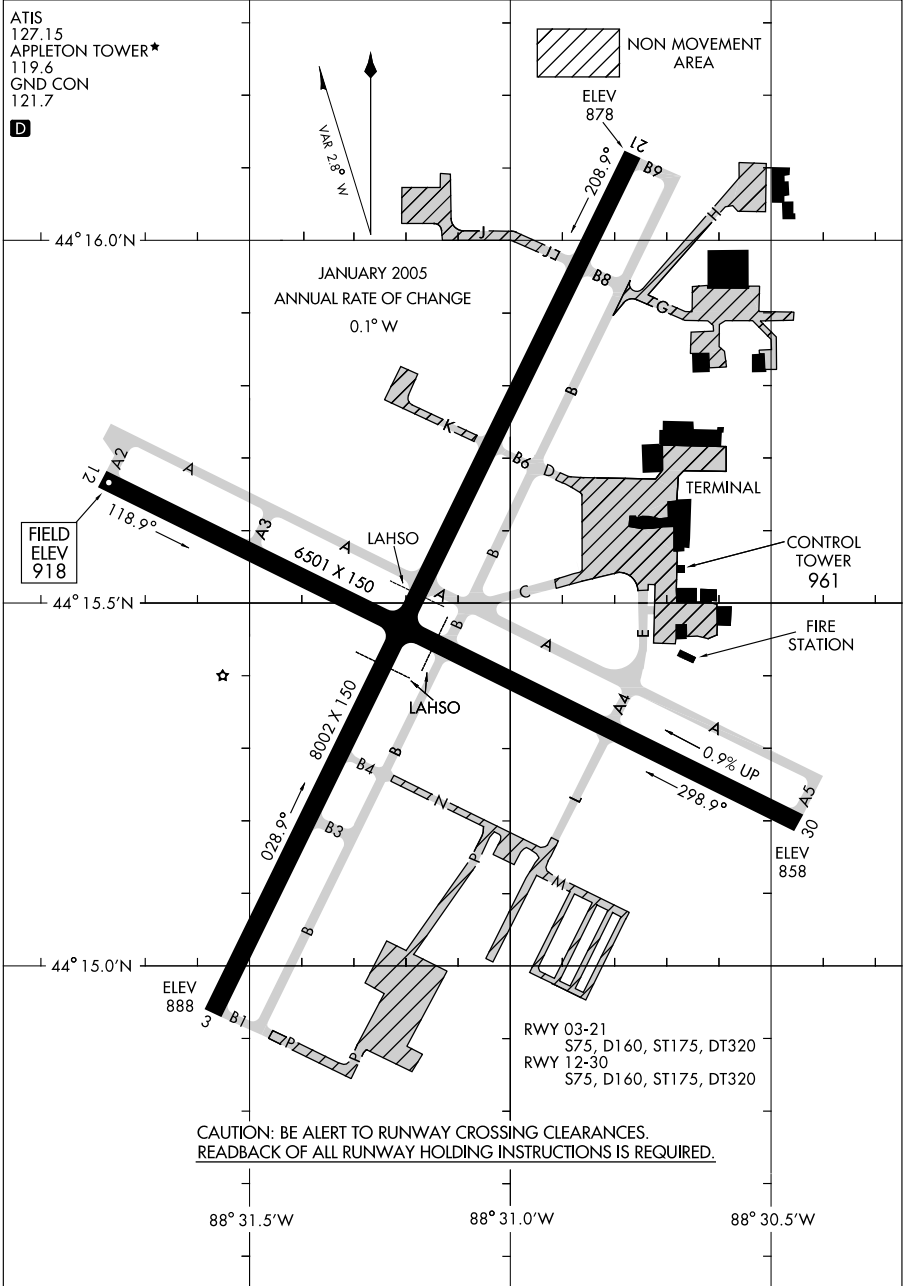 ATIS
127.15
APPLETON TOWER★
119.6
GND CON
121.7
D
NON MOVEMENT
AREA
VAR 2.8° W
ELEV
878
21
B9
208.9°
H
44° 16.0'N
J
J1
B8
G
JANUARY 2005
ANNUAL RATE OF CHANGE
0.1° W
B
K
B6
D
TERMINAL
A2
12
A
118.9°
A3
A
LAHSO
6501 X 150
B
FIELD
ELEV
918
CONTROL
TOWER
961
44° 15.5'N
A
C
B
A
E
FIRE
STATION
LAHSO
8002 X 150
A4
A
0.9% UP
298.9°
A5
30
ELEV
858
B
B4
N
L
028.9°
B3
P
M
B
44° 15.0'N
ELEV
888
3
B1
P
P
RWY 03-21
S75, D160, ST175, DT320
RWY 12-30
S75, D160, ST175, DT320
CAUTION: BE ALERT TO RUNWAY CROSSING CLEARANCES.
READBACK OF ALL RUNWAY HOLDING INSTRUCTIONS IS REQUIRED.
88° 31.5'W
88° 31.0'W
88° 30.5'W